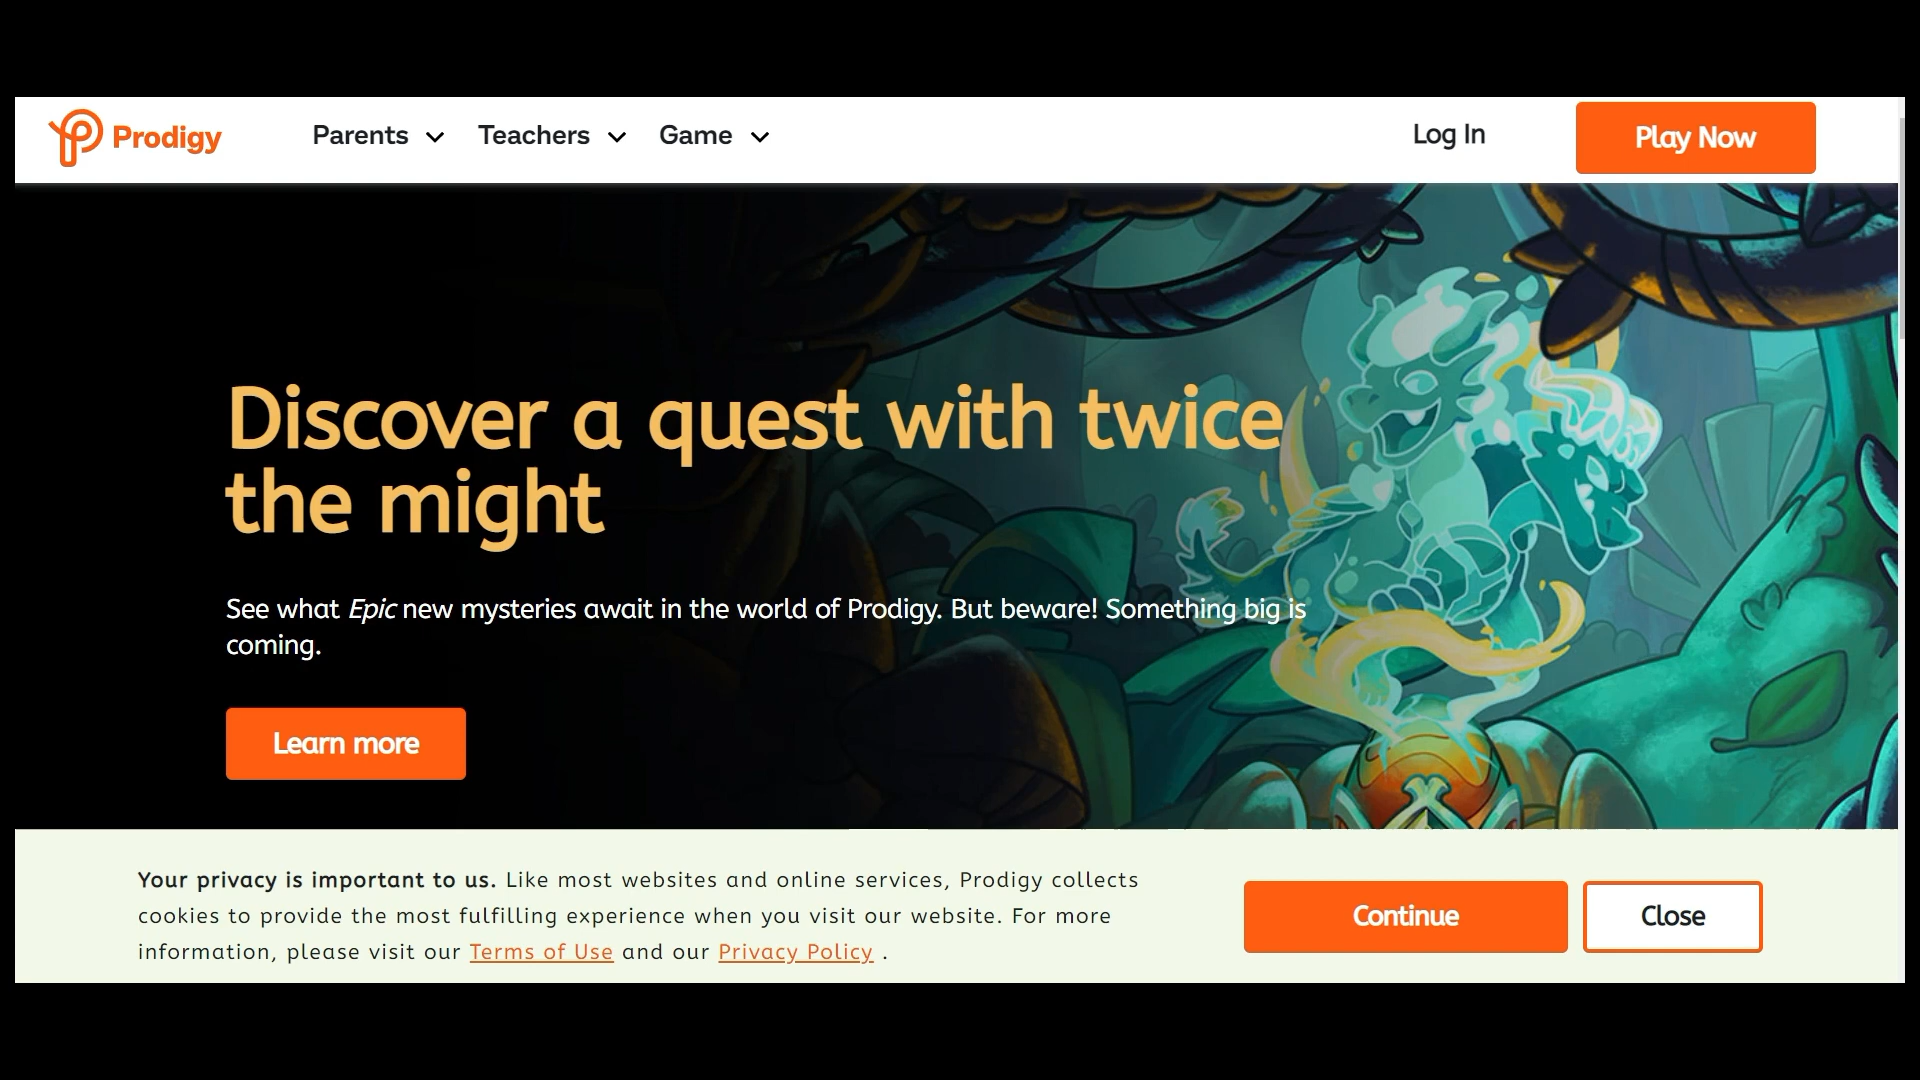 Prodigy
Parents
Teachers
Game
Log In
Play Now
Discover a quest with twice
the might
See what Epic new mysteries await in the world of Prodigy. But beware! Something big is
coming.
Learn more
Your privacy is important to us. Like most websites and online services, Prodigy collects
cookies to provide the most fulfilling experience when you visit our website. For more
information, please visit our Terms of Use and our Privacy Policy .
Continue
Close